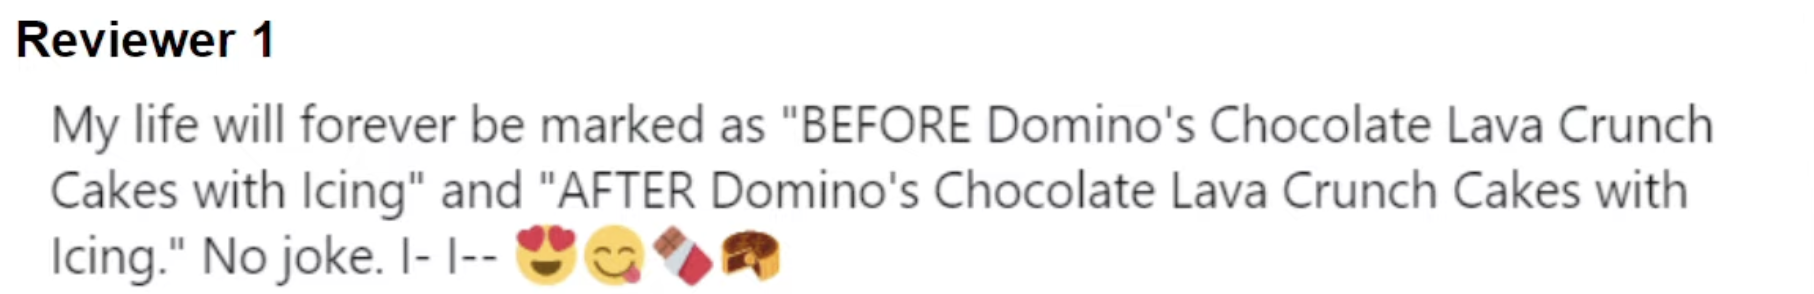 Reviewer 1
My life will forever be marked as "BEFORE Domino's Chocolate Lava Crunch
Cakes with Icing" and "AFTER Domino's Chocolate Lava Crunch Cakes with
Icing." No joke. I- I-- 😍😋🍫🥮